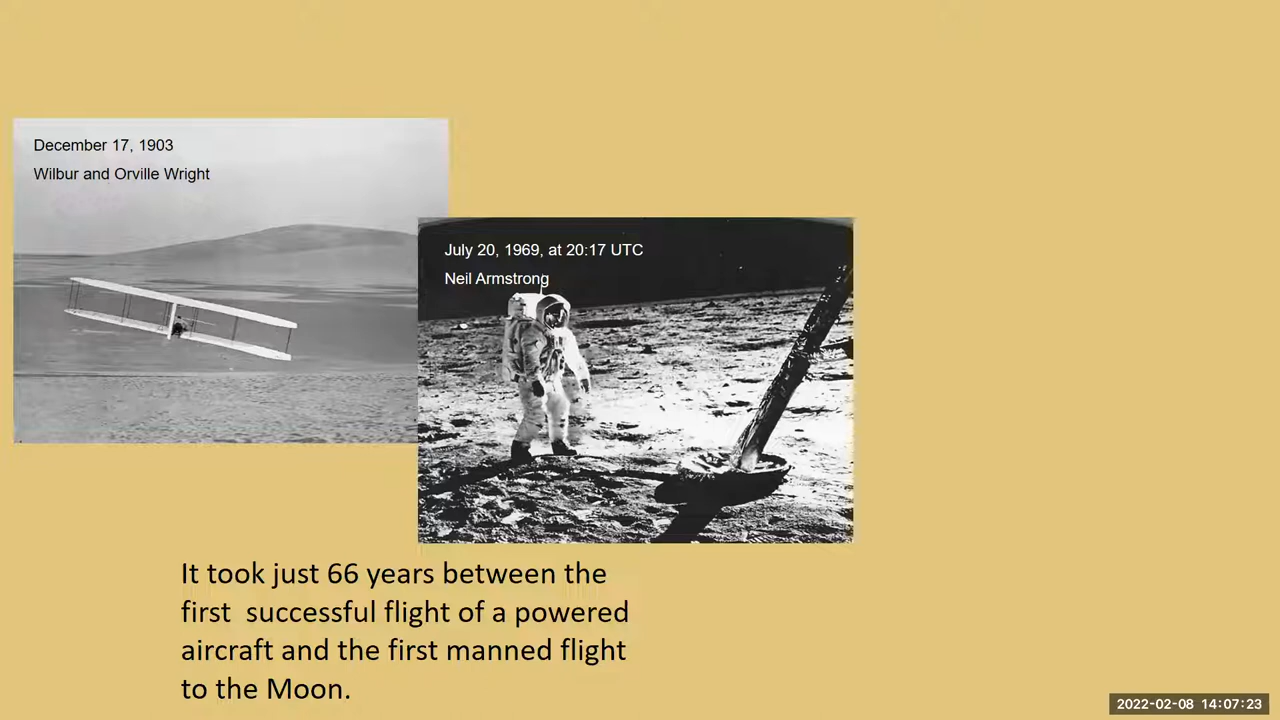 December 17, 1903
Wilbur and Orville Wright
July 20, 1969, at 20:17 UTC
Neil Armstrong
It took just 66 years between the
first  successful flight of a powered
aircraft and the first manned flight
to the Moon.
2022-02-08 14:07:23